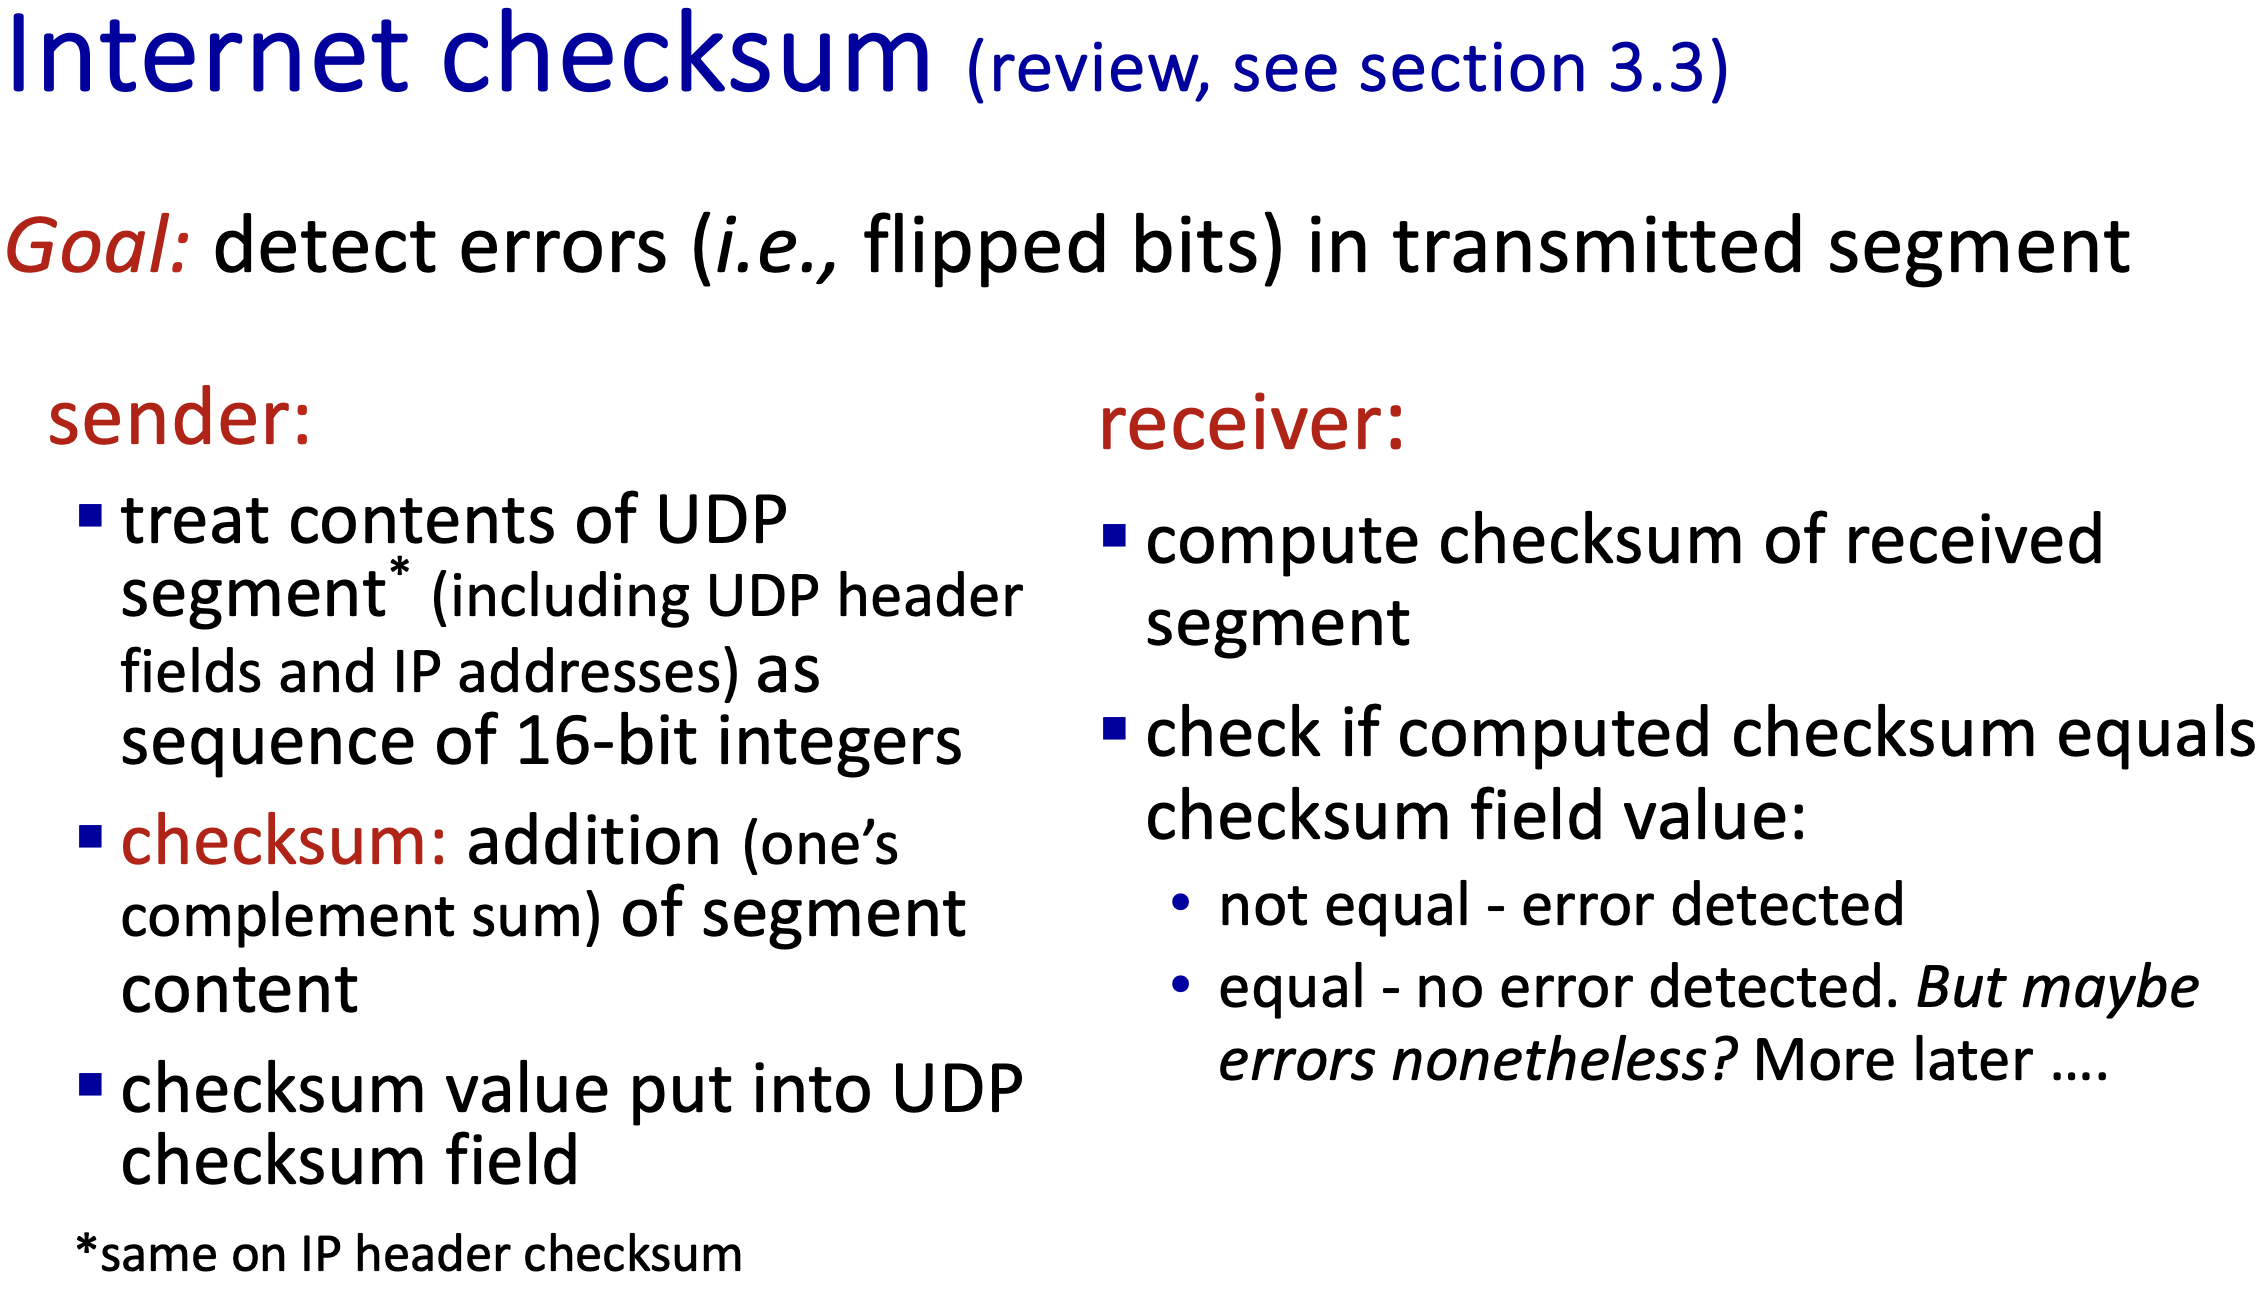 Internet checksum (review, see section 3.3)
Goal: detect errors (i.e., flipped bits) in transmitted segment
sender:
▪ treat contents of UDP
segment* (including UDP header
fields and IP addresses) as
sequence of 16-bit integers
▪ checksum: addition (one’s
complement sum) of segment
content
▪ checksum value put into UDP
checksum field
*same on IP header checksum
receiver:
▪ compute checksum of received
segment
▪ check if computed checksum equals
checksum field value:
• not equal - error detected
• equal - no error detected. But maybe
errors nonetheless? More later ....